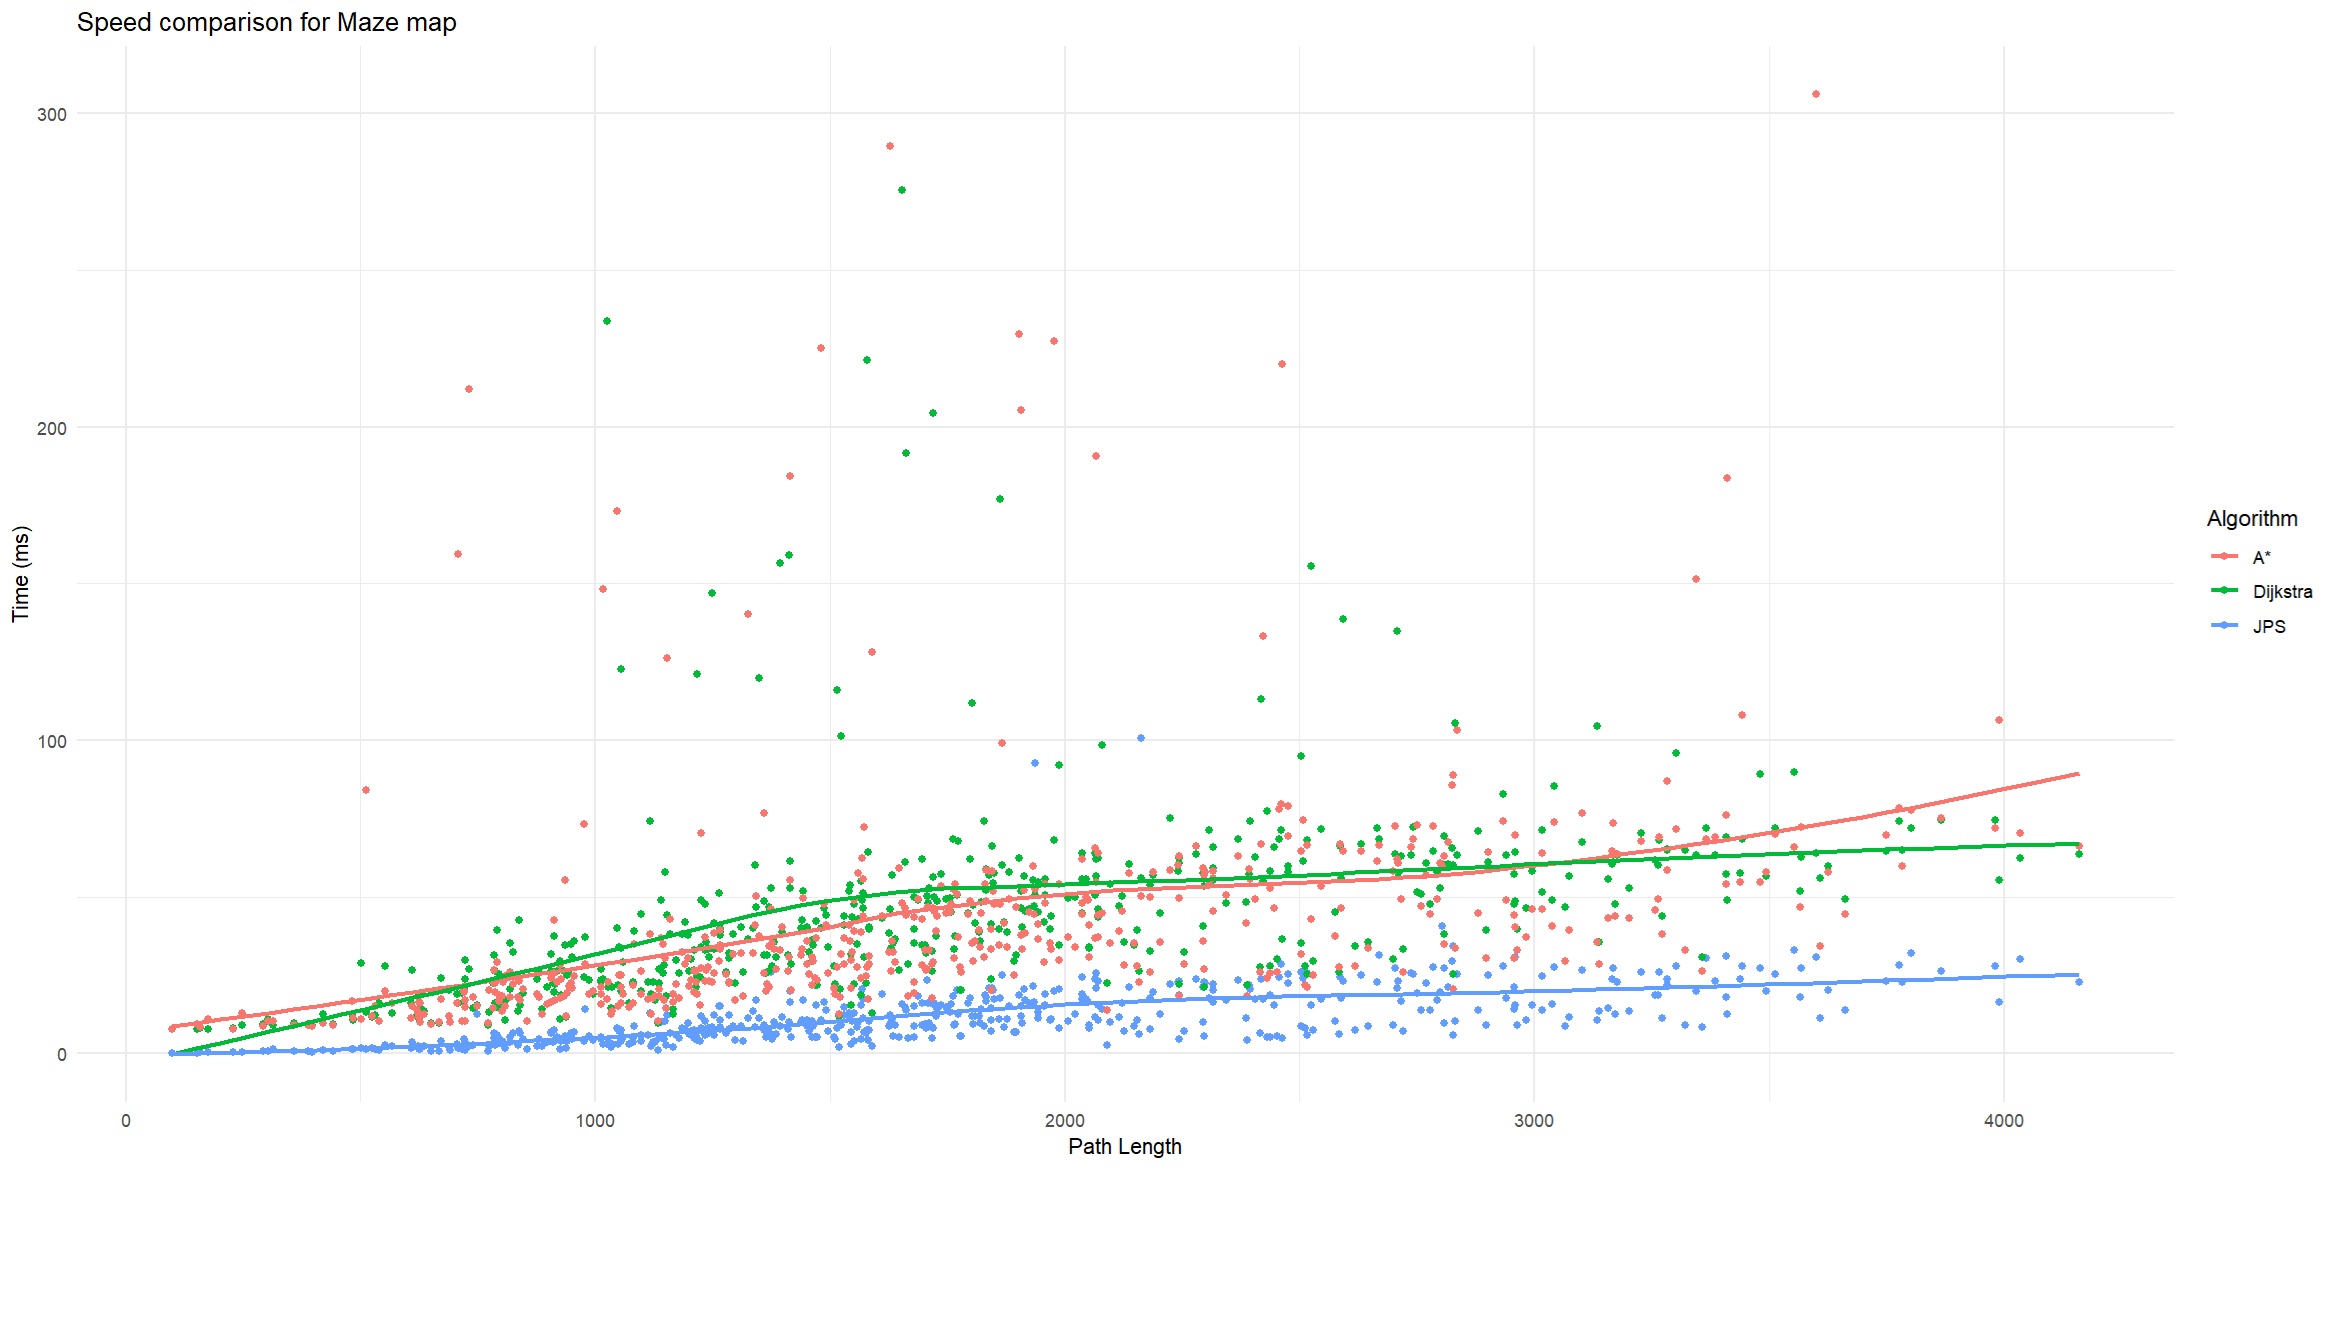 Speed comparison for Maze map
300
200
100
0
Time (ms)
0 1000 2000 3000 4000
Path Length
Algorithm
A*
Dijkstra
JPS